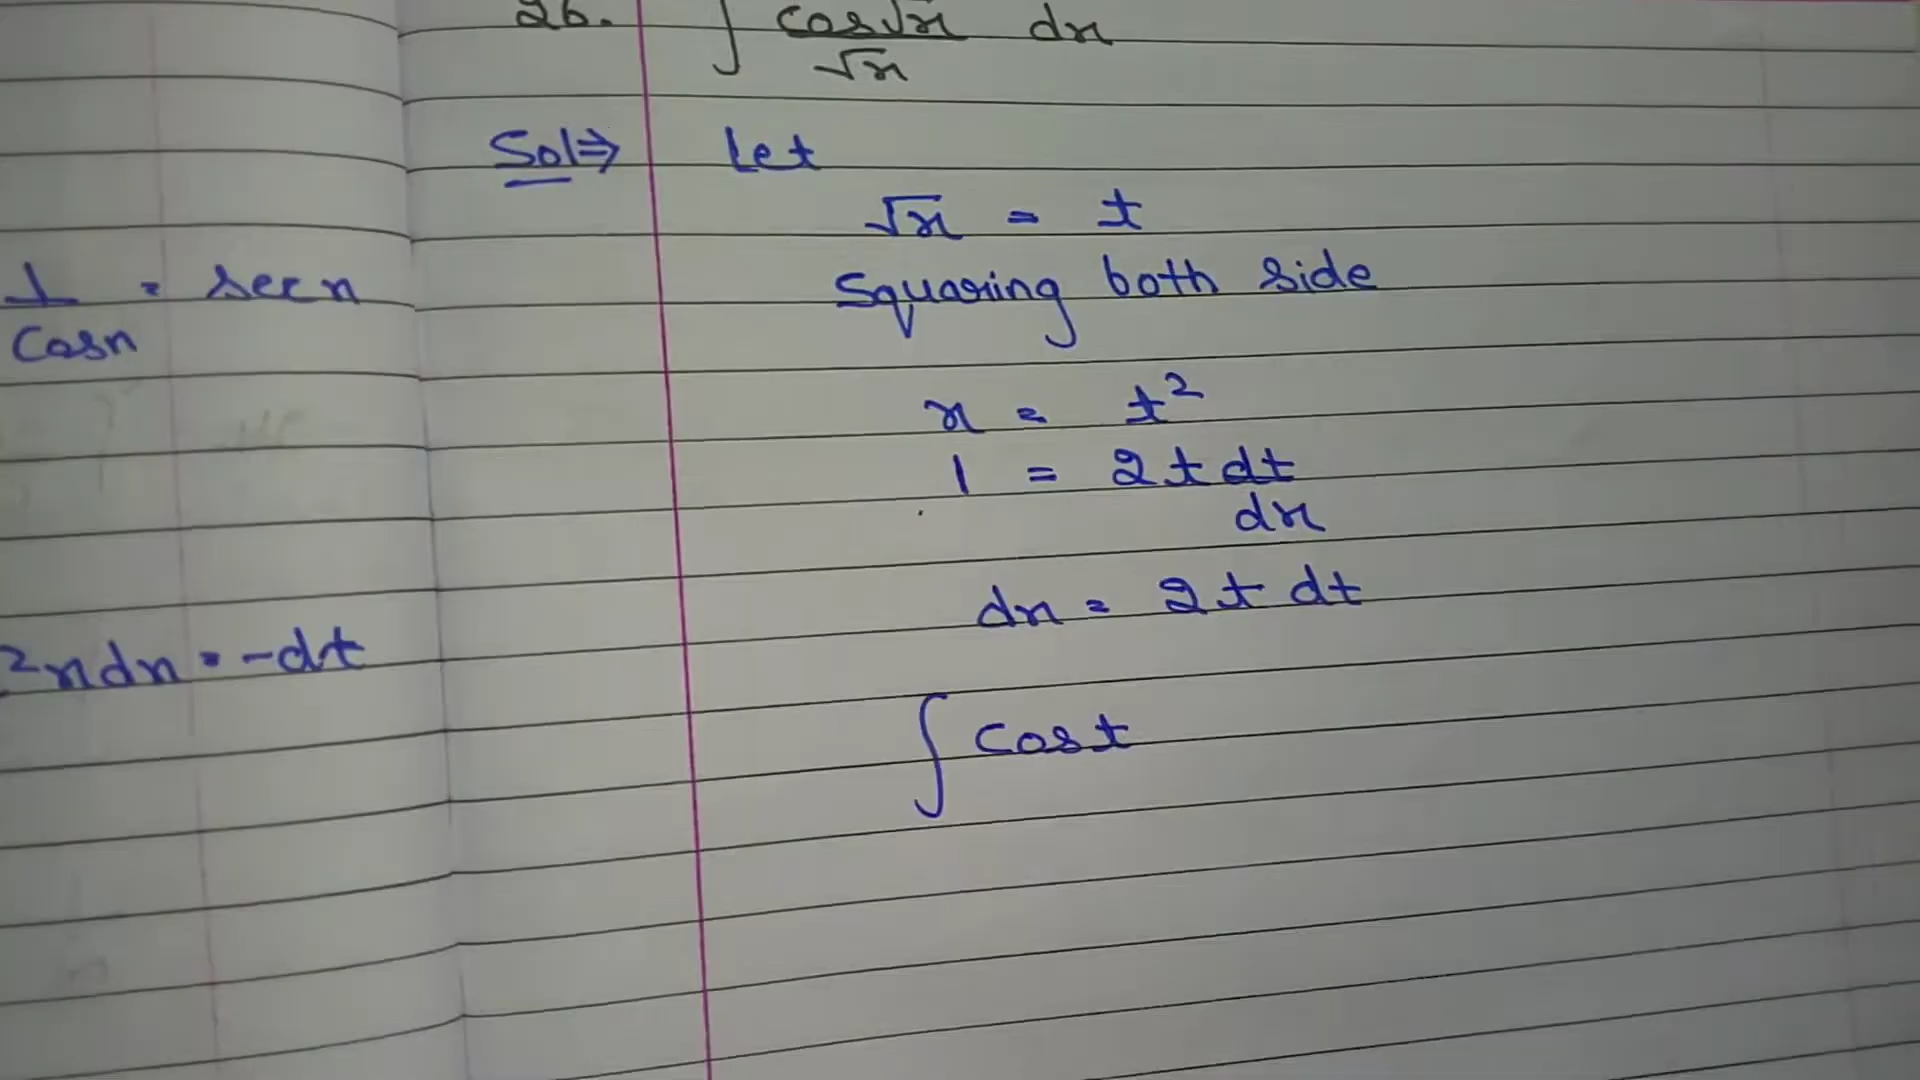 26. ∫ cos√x dx
√x
Sol⇒ Let
√x = t
Squaring both side
1 = sec x
cos x
x = t²
1 = 2t dt
dx
dx = 2t dt
2x dx = -dt
∫ cos t